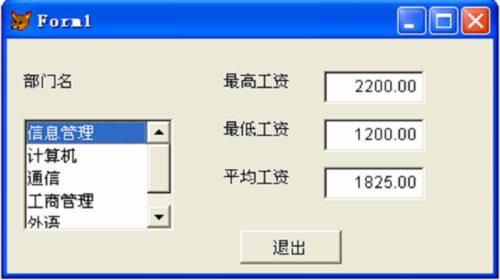 Form1
部门名
信息管理
计算机
通信
工商管理
外语
最高工资 2200.00
最低工资 1200.00
平均工资 1825.00
退出